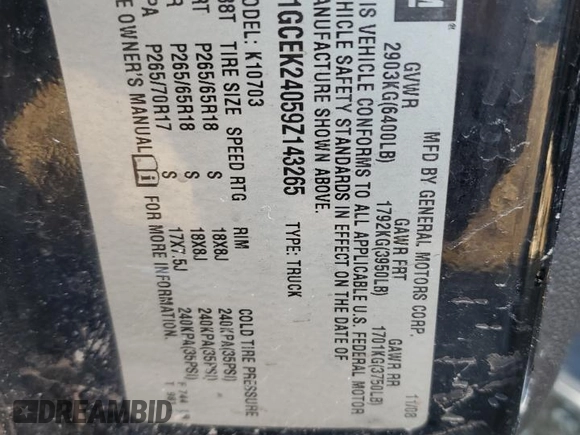 GM MFD BY GENERAL MOTORS CORP. 11/08
GVWR GAWR FRT GAWR RR
2903KG(6400LB) 1792KG(3950LB) 1701KG(3750LB)
IS VEHICLE CONFORMS TO ALL APPLICABLE U.S. FEDERAL MOTOR
EHICLE SAFETY STANDARDS IN EFFECT ON THE DATE OF
ANUFACTURE SHOWN ABOVE.
1GCEK24059Z143265 TYPE: TRUCK
MODEL: K10703
TIRE SIZE SPEED RTG RIM COLD TIRE PRESSURE
P265/65R18 S 18X8J 240KPA(35PSI)
P265/65R18 S 18X8J 240KPA(35PSI)
P265/70R17 S 17X7.5J 240KPA(35PSI)
E OWNER'S MANUAL FOR MORE INFORMATION.
DREAMBID